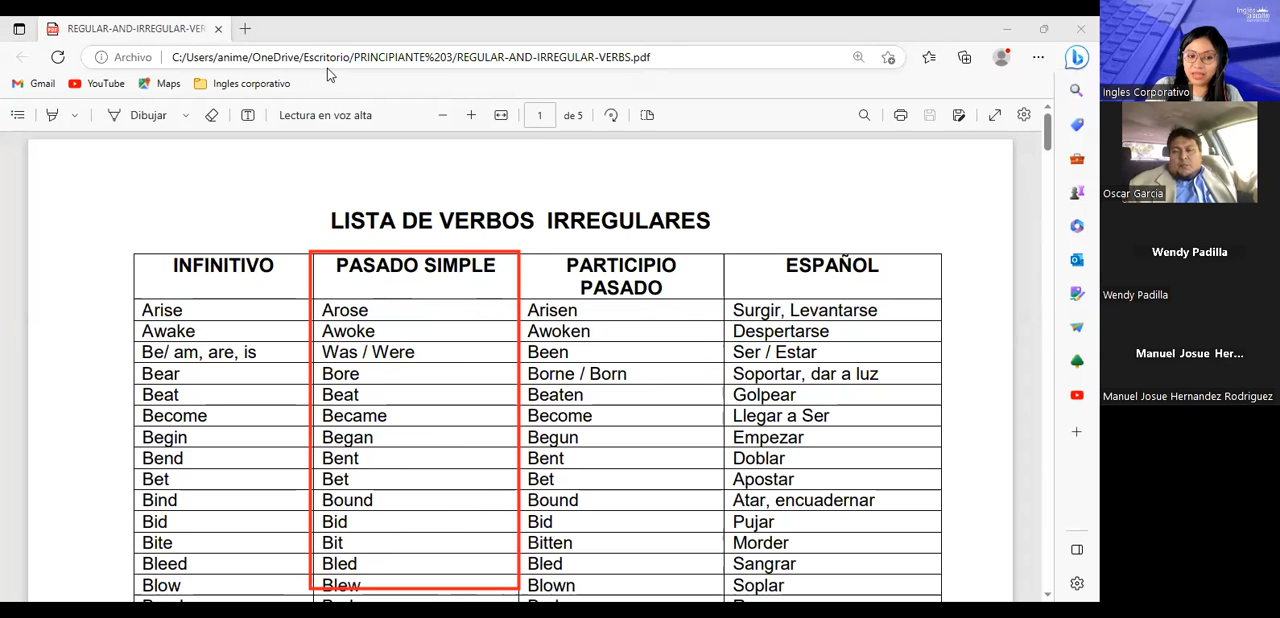 REGULAR-AND-IRREGULAR-VER
Archivo C:/Users/anime/OneDrive/Escritorio/PRINCIPIANTE%203/REGULAR-AND-IRREGULAR-VERBS.pdf
Gmail YouTube Maps Ingles corporativo
Dibujar Lectura en voz alta 1 de 5
LISTA DE VERBOS IRREGULARES
INFINITIVO PASADO SIMPLE PARTICIPIO PASADO ESPAÑOL
Arise Arose Arisen Surgir, Levantarse
Awake Awoke Awoken Despertarse
Be/ am, are, is Was / Were Been Ser / Estar
Bear Bore Borne / Born Soportar, dar a luz
Beat Beat Beaten Golpear
Become Became Become Llegar a Ser
Begin Began Begun Empezar
Bend Bent Bent Doblar
Bet Bet Bet Apostar
Bind Bound Bound Atar, encuadernar
Bid Bid Bid Pujar
Bite Bit Bitten Morder
Bleed Bled Bled Sangrar
Blow Blew Blown Soplar
Ingles
Ingles Corporativo
Oscar Garcia
Wendy Padilla
Wendy Padilla
Manuel Josue Her...
Manuel Josue Hernandez Rodriguez